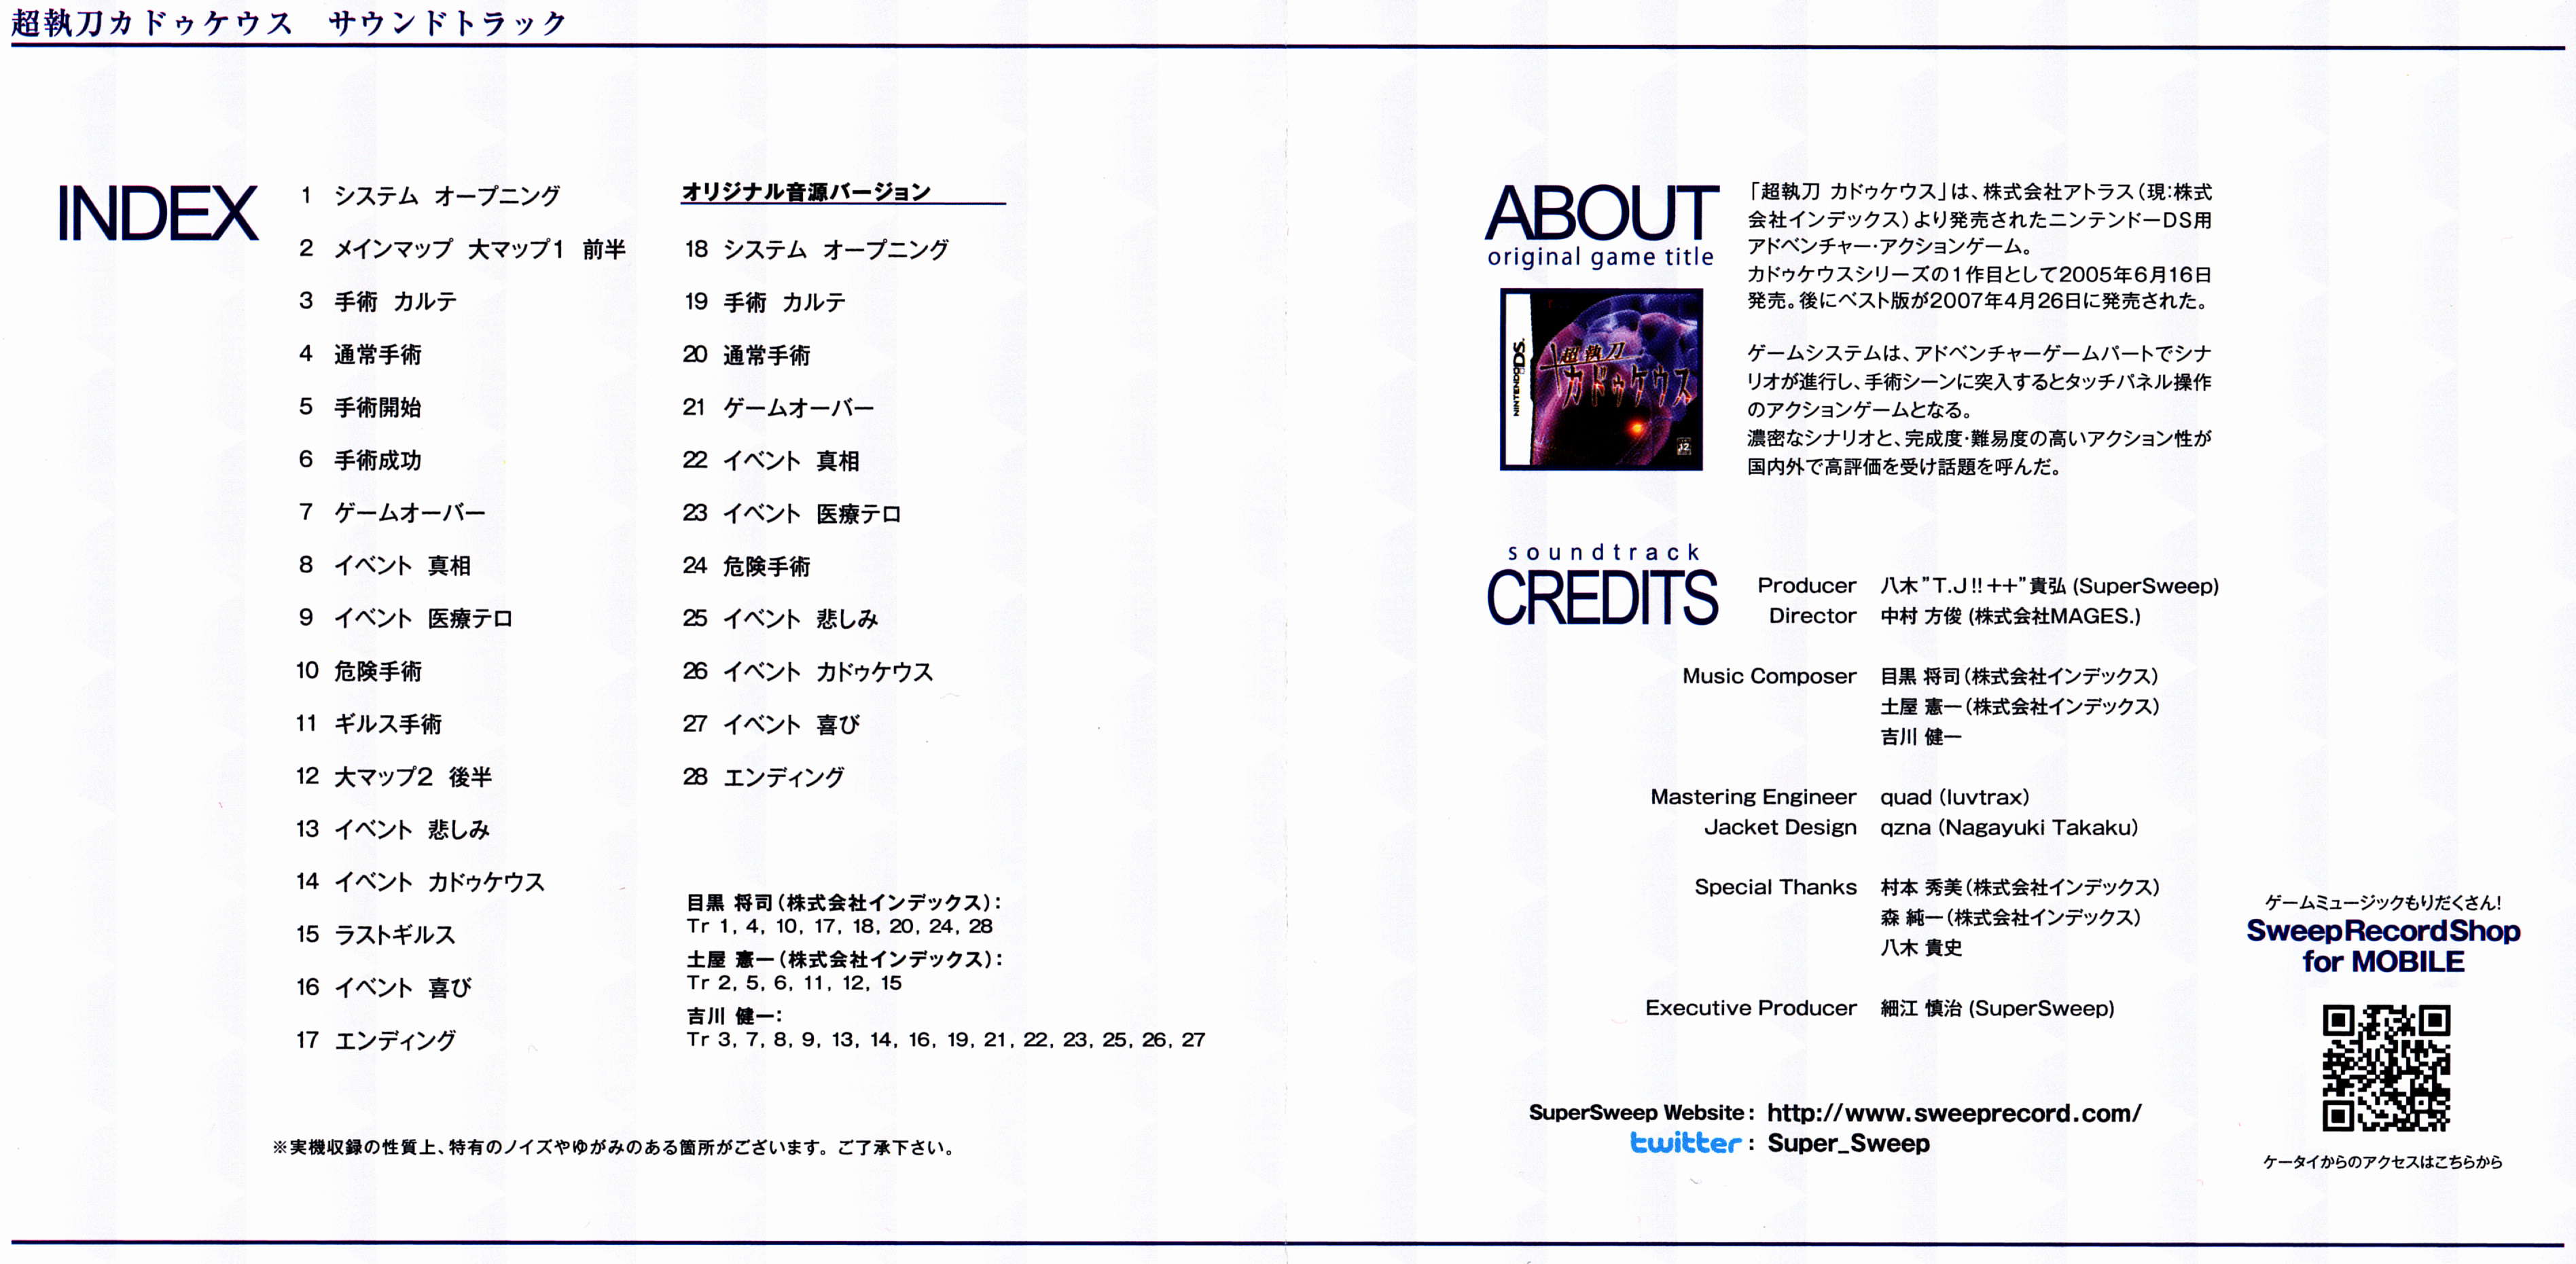 超執刀カドゥケウス　サウンドトラック
INDEX
1 システム オープニング
2 メインマップ 大マップ1 前半
3 手術 カルテ
4 通常手術
5 手術開始
6 手術成功
7 ゲームオーバー
8 イベント 真相
9 イベント 医療テロ
10 危険手術
11 ギルス手術
12 大マップ2 後半
13 イベント 悲しみ
14 イベント カドゥケウス
15 ラストギルス
16 イベント 喜び
17 エンディング
オリジナル音源バージョン
18 システム オープニング
19 手術 カルテ
20 通常手術
21 ゲームオーバー
22 イベント 真相
23 イベント 医療テロ
24 危険手術
25 イベント 悲しみ
26 イベント カドゥケウス
27 イベント 喜び
28 エンディング
目黒 将司(株式会社インデックス):
Tr 1, 4, 10, 17, 18, 20, 24, 28
土屋 憲一(株式会社インデックス):
Tr 2, 5, 6, 11, 12, 15
吉川 健一:
Tr 3, 7, 8, 9, 13, 14, 16, 19, 21, 22, 23, 25, 26, 27
※実機収録の性質上、特有のノイズやゆがみのある箇所がございます。ご了承下さい。
ABOUT
original game title
NINTENDO DS
超執刀
カドゥケウス
「超執刀 カドゥケウス」は、株式会社アトラス(現:株式
会社インデックス)より発売されたニンテンドーDS用
アドベンチャー・アクションゲーム。
カドゥケウスシリーズの1作目として2005年6月16日
発売。後にベスト版が2007年4月26日に発売された。
ゲームシステムは、アドベンチャーゲームパートでシナ
リオが進行し、手術シーンに突入するとタッチパネル操作
のアクションゲームとなる。
濃密なシナリオと、完成度・難易度の高いアクション性が
国内外で高評価を受け話題を呼んだ。
soundtrack
CREDITS
Producer 八木"T.J!!++"貴弘 (SuperSweep)
Director 中村 方俊 (株式会社MAGES.)
Music Composer 目黒 将司(株式会社インデックス)
土屋 憲一(株式会社インデックス)
吉川 健一
Mastering Engineer quad (luvtrax)
Jacket Design qzna (Nagayuki Takaku)
Special Thanks 村本 秀美(株式会社インデックス)
森 純一(株式会社インデックス)
八木 貴史
Executive Producer 細江 慎治 (SuperSweep)
SuperSweep Website: http://www.sweeprecord.com/
twitter: Super_Sweep
ゲームミュージックもりだくさん!
SweepRecordShop
for MOBILE
ケータイからのアクセスはこちらから